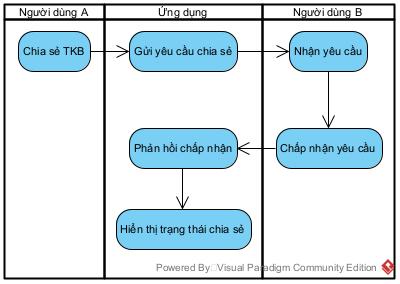 Người dùng A
Ứng dụng
Người dùng B
Chia sẻ TKB
Gửi yêu cầu chia sẻ
Nhận yêu cầu
Phản hồi chấp nhận
Chấp nhận yêu cầu
Hiển thị trạng thái chia sẻ
Powered By Visual Paradigm Community Edition